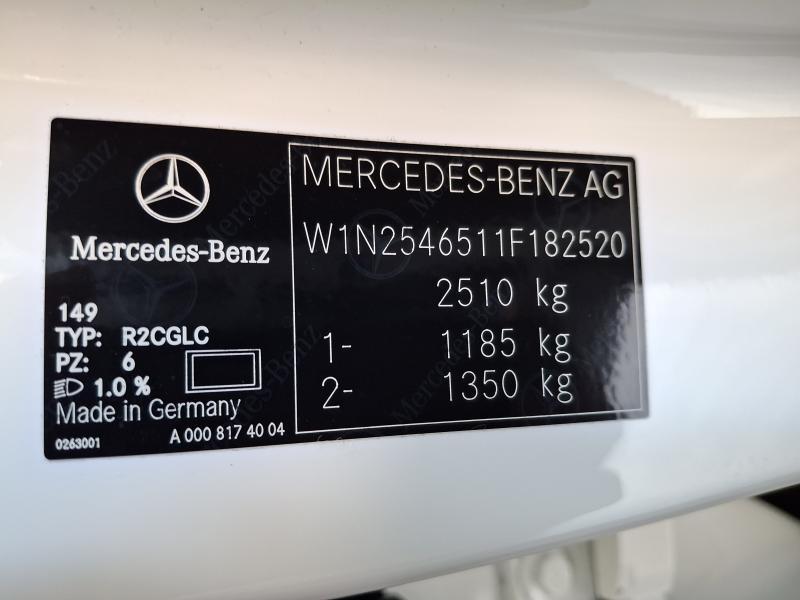 Mercedes-Benz
149
TYP: R2CGLC
PZ: 6
1.0 %
Made in Germany
0263001
A 000 817 40 04
MERCEDES-BENZ AG
W1N2546511F182520
2510 kg
1- 1185 kg
2- 1350 kg